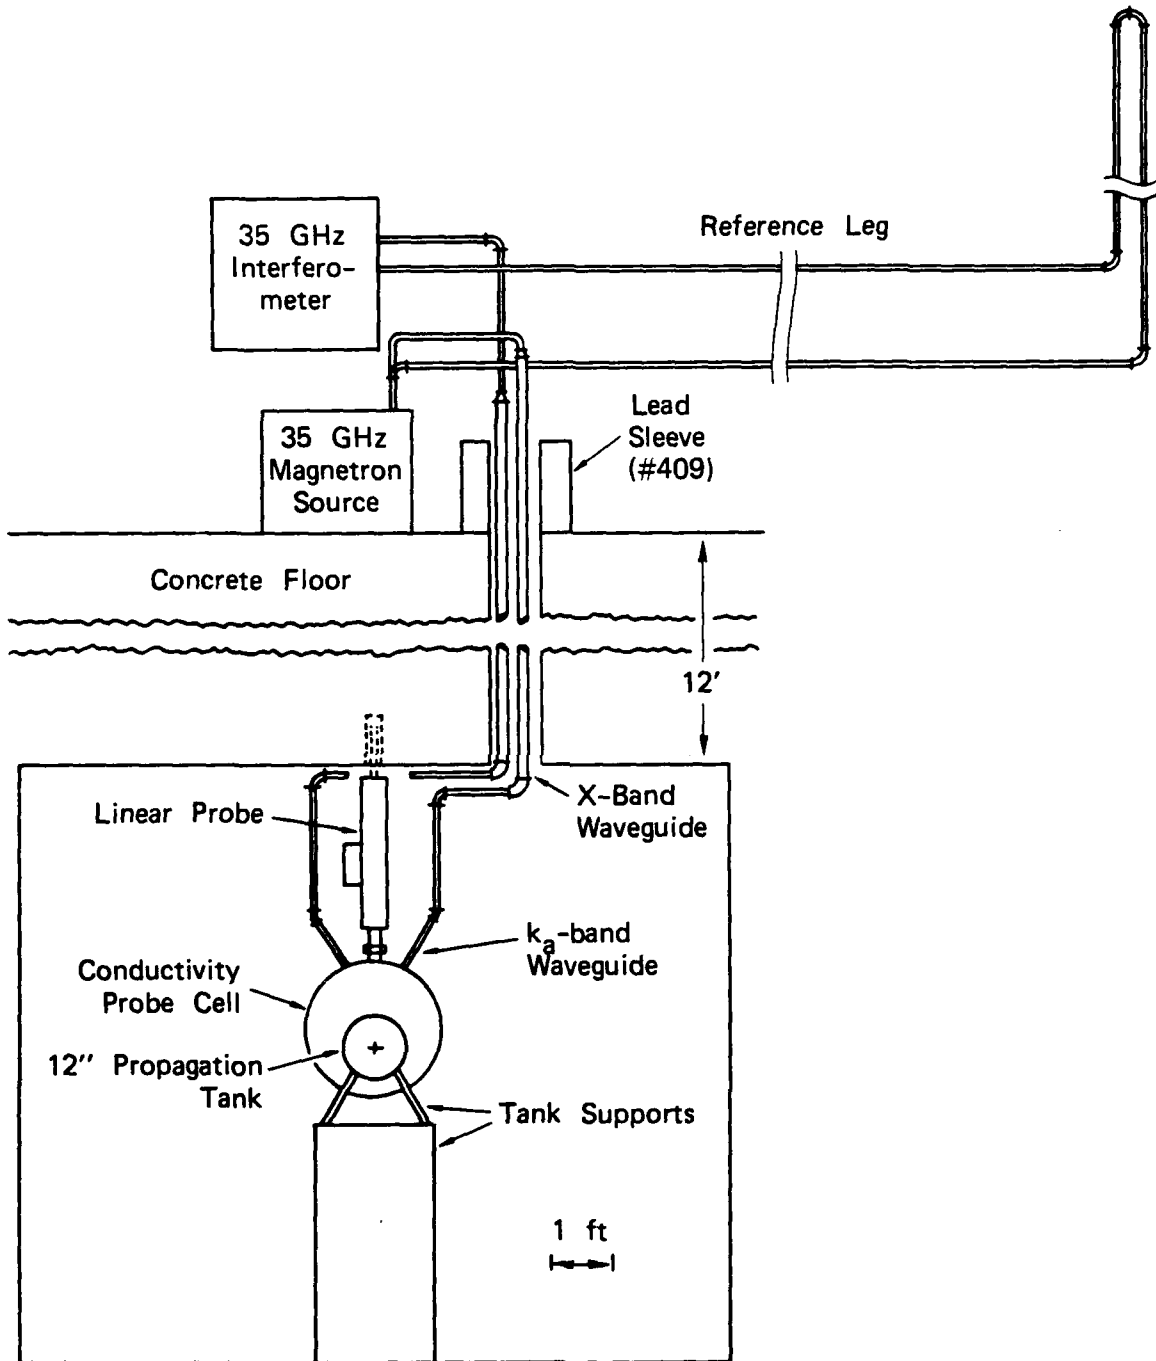 35 GHz
Interfero-
meter
Reference Leg
35 GHz
Magnetron
Source
Lead
Sleeve
(#409)
Concrete Floor
12'
Linear Probe
X-Band
Waveguide
ka-band
Waveguide
Conductivity
Probe Cell
12" Propagation
Tank
Tank Supports
1 ft